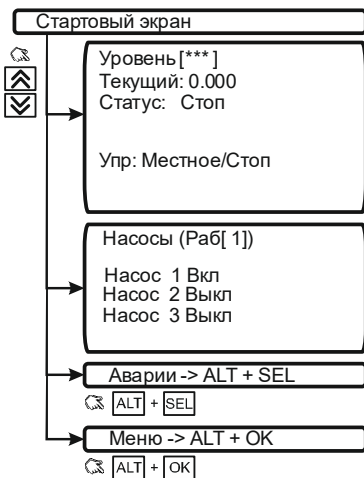 Стартовый экран
Уровень [*** ]
Текущий: 0.000
Статус: Стоп
Упр: Местное/Стоп
Насосы (Раб[ 1])
Насос 1 Вкл
Насос 2 Выкл
Насос 3 Выкл
Аварии -> ALT + SEL
ALT + SEL
Меню -> ALT + OK
ALT + OK